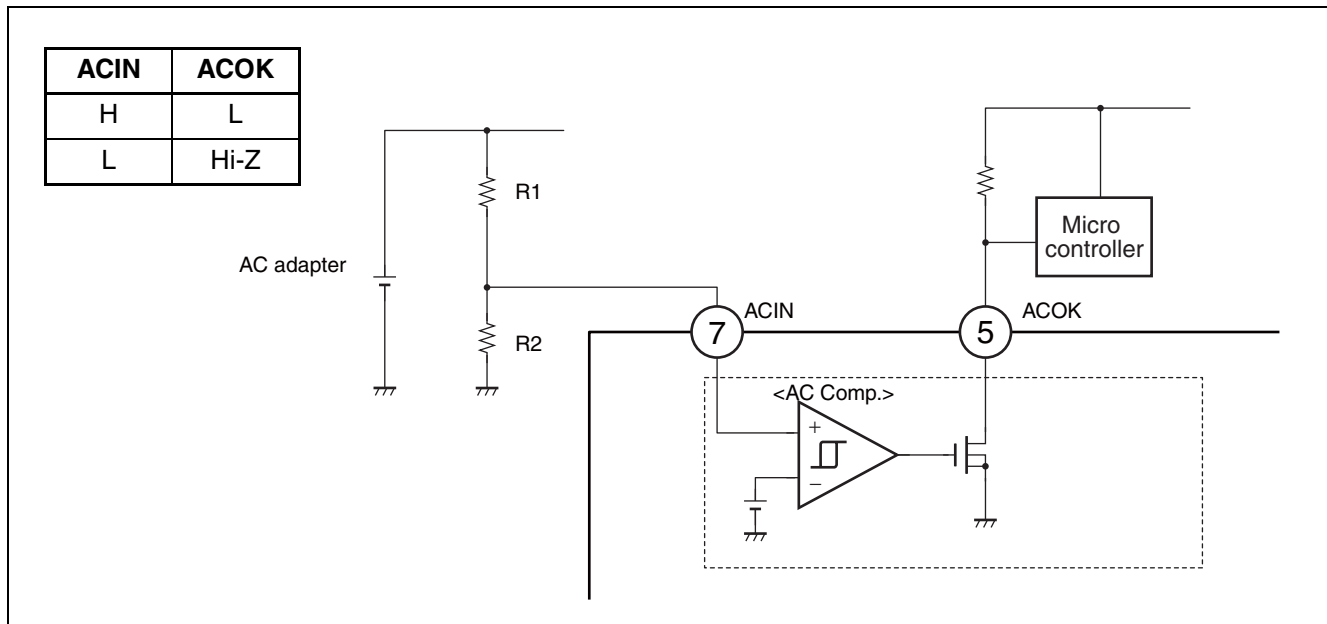 ACIN ACOK
H L
L Hi-Z
R1
AC adapter
R2
Micro
controller
7 ACIN
5 ACOK
<AC Comp.>
+
−